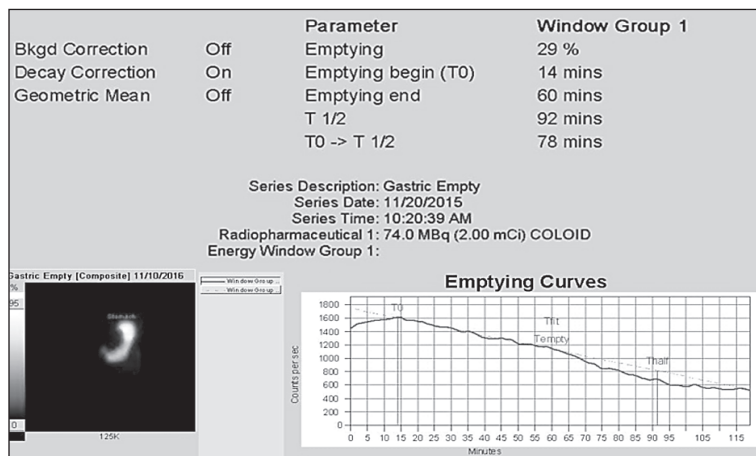 Parameter Window Group 1
Bkgd Correction Off Emptying 29 %
Decay Correction On Emptying begin (T0) 14 mins
Geometric Mean Off Emptying end 60 mins
T 1/2 92 mins
T0 -> T 1/2 78 mins
Series Description: Gastric Empty
Series Date: 11/20/2015
Series Time: 10:20:39 AM
Radiopharmaceutical 1: 74.0 MBq (2.00 mCi) COLOID
Energy Window Group 1:
Gastric Empty [Composite] 11/10/2016
%
95
0
Stomach
125K
Window Group
Window Group
Emptying Curves
Counts per sec
1800
1600
1400
1200
1000
800
600
400
200
0
T0
Tfit
Tempty
Thalf
0 5 10 15 20 25 30 35 40 45 50 55 60 65 70 75 80 85 90 95 105 115
Minutes